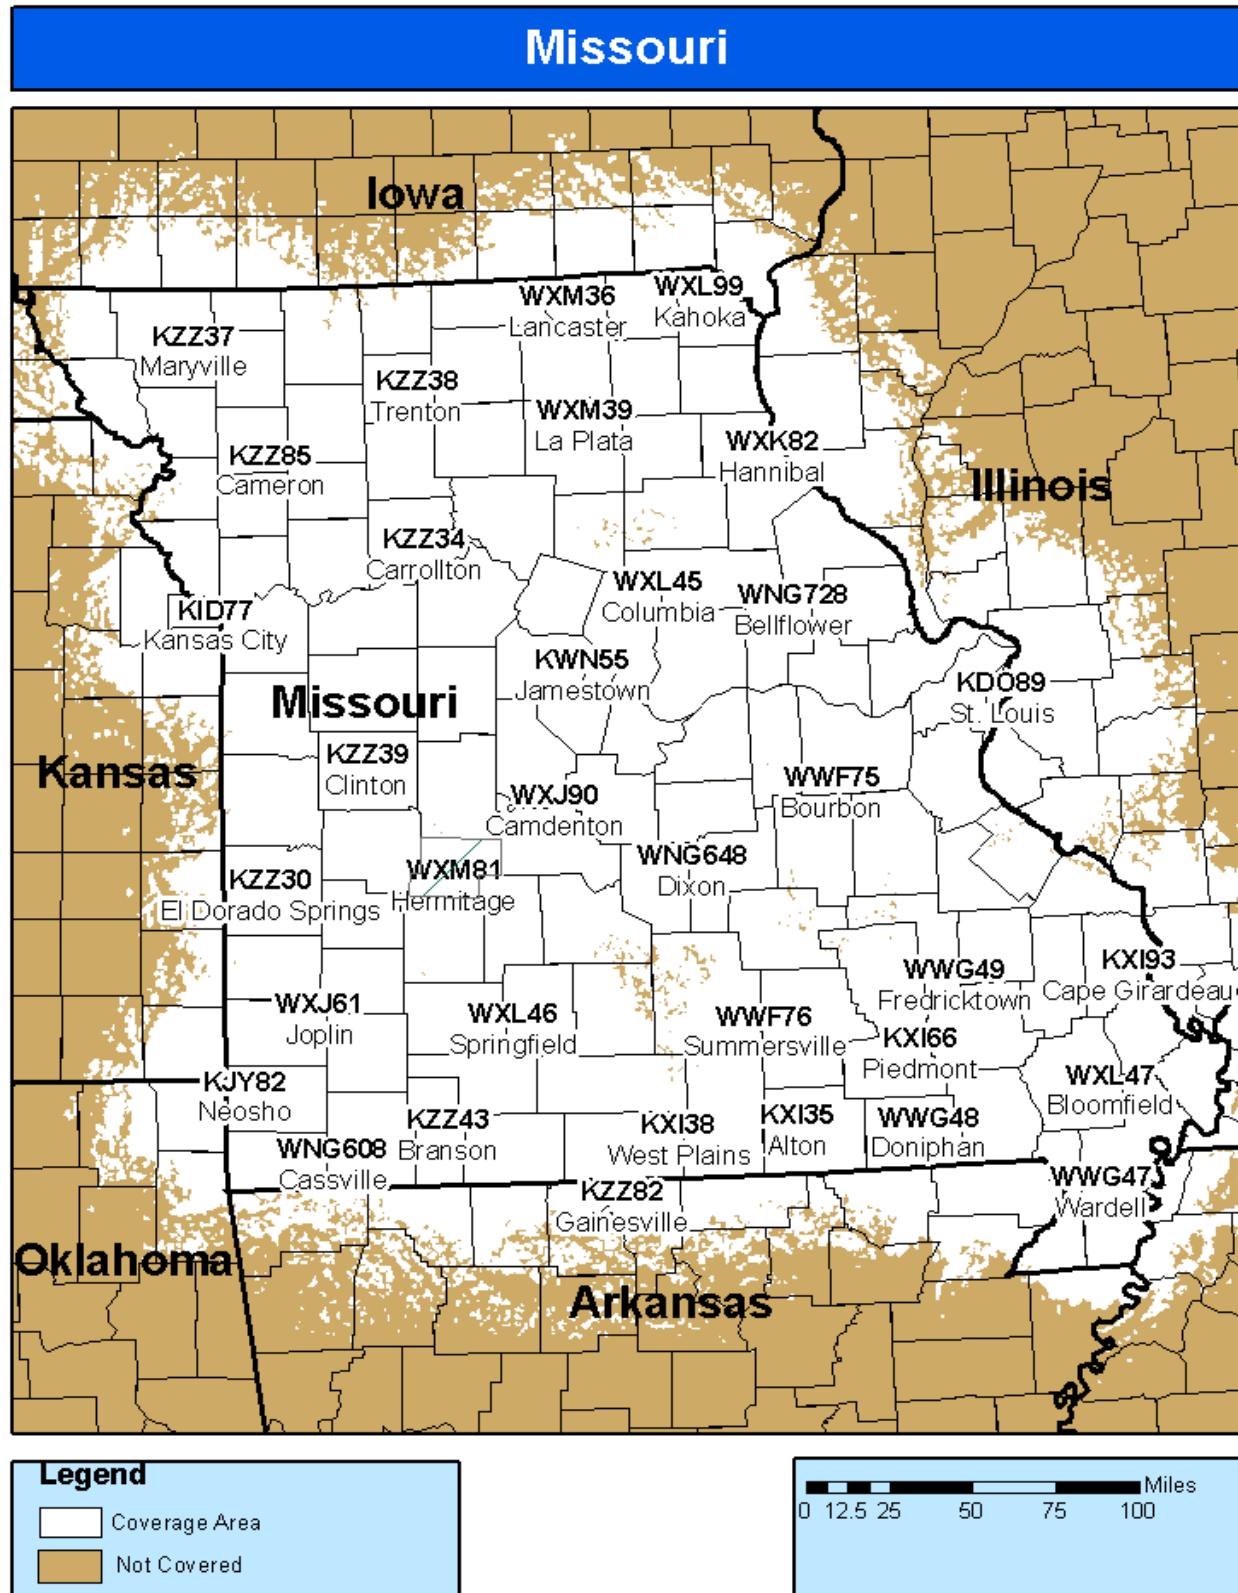 Missouri
Iowa
WXM36
Lancaster
WXL99
Kahoka
KZZ37
Maryville
KZZ38
Trenton
WXM39
La Plata
WXK82
Hannibal
KZZ85
Cameron
Illinois
KZZ34
Carrollton
WXL45
Columbia
WNG728
Bellflower
KID77
Kansas City
KWN55
Jamestown
KDO89
St. Louis
Missouri
KZZ39
Clinton
Kansas
WWF75
Bourbon
WXJ90
Camdenton
WNG648
Dixon
WXM81
Hermitage
KZZ30
El Dorado Springs
WWG49
Fredricktown
KXI93
Cape Girardeau
WXJ61
Joplin
WXL46
Springfield
WWF76
Summersville
KXI66
Piedmont
KJY82
Neosho
WXL47
Bloomfield
KZZ43
Branson
KXI38
West Plains
KXI35
Alton
WWG48
Doniphan
WNG608
Cassville
KZZ82
Gainesville
WWG47
Wardell
Oklahoma
Arkansas
Legend
Coverage Area
Not Covered
Miles
0 12.5 25 50 75 100